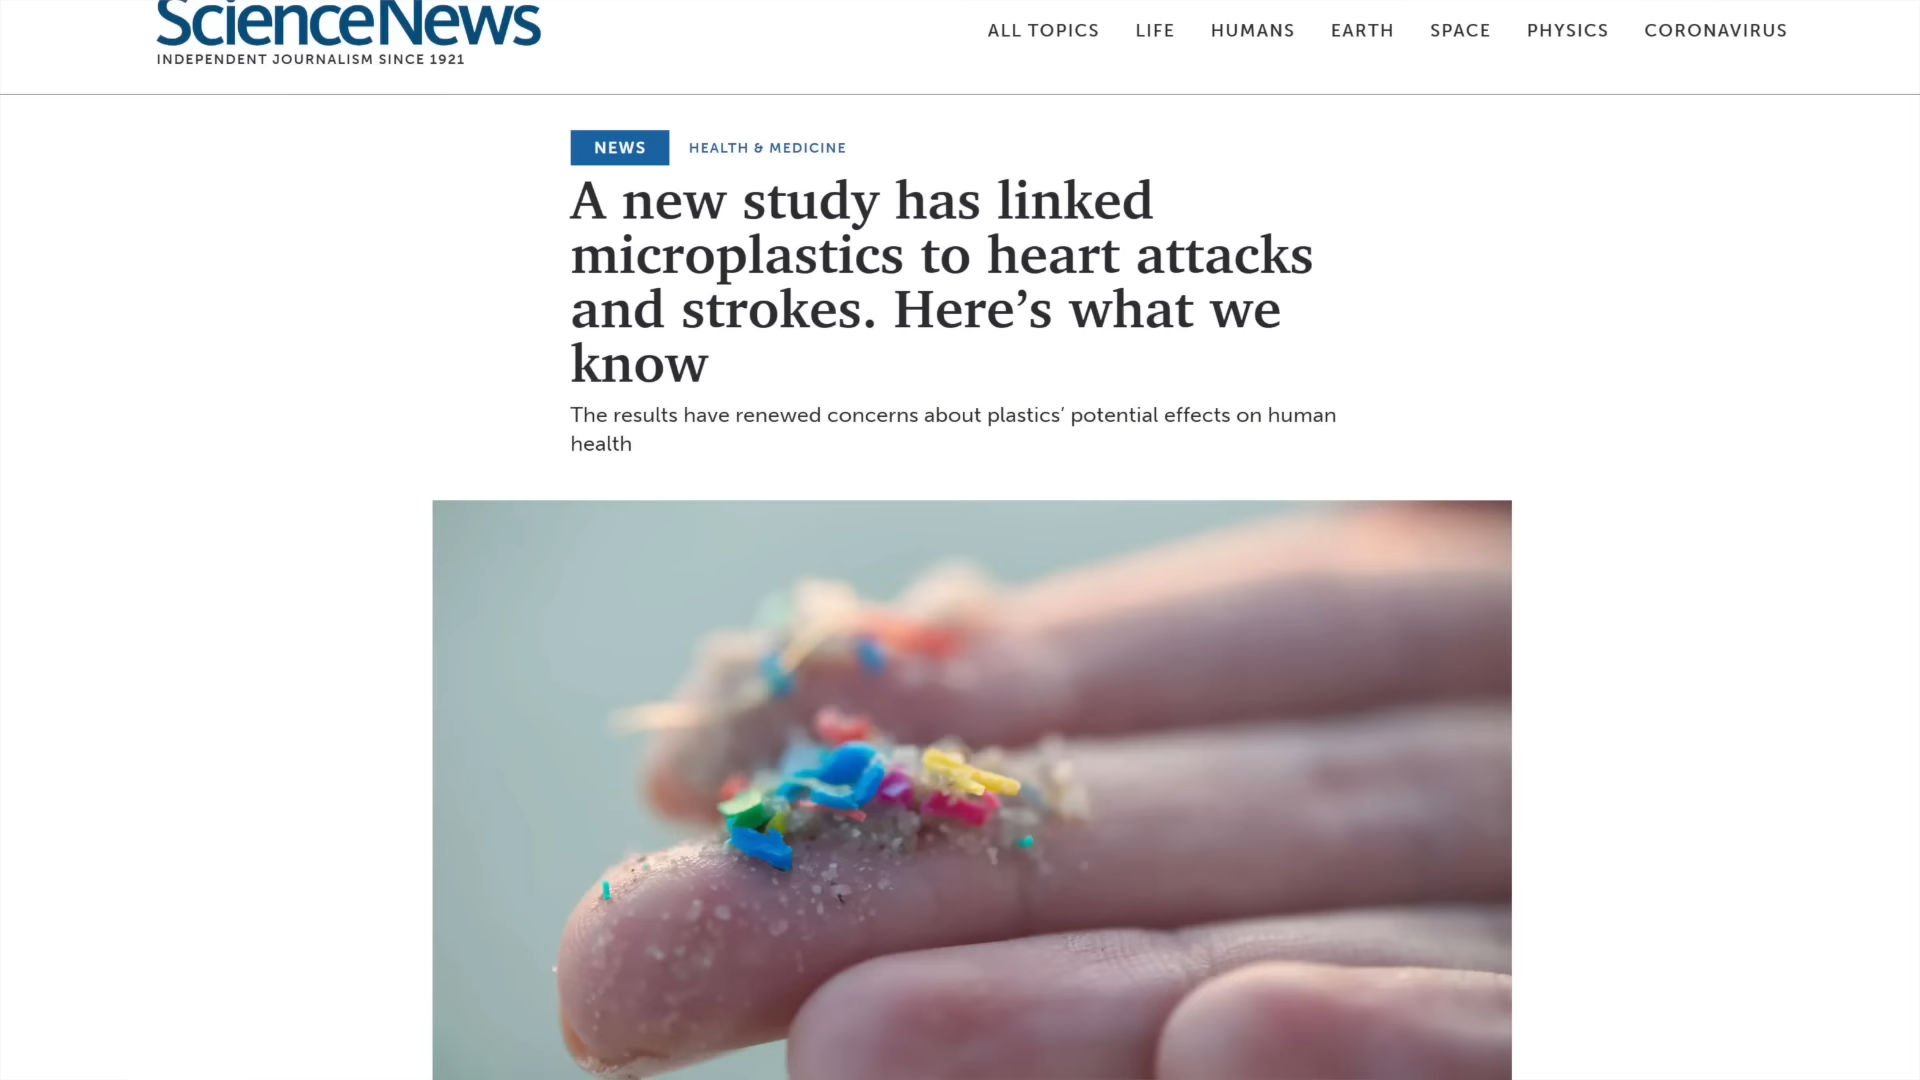 ScienceNews
INDEPENDENT JOURNALISM SINCE 1921
ALL TOPICS LIFE HUMANS EARTH SPACE PHYSICS CORONAVIRUS
NEWS HEALTH & MEDICINE
A new study has linked
microplastics to heart attacks
and strokes. Here’s what we
know
The results have renewed concerns about plastics’ potential effects on human
health